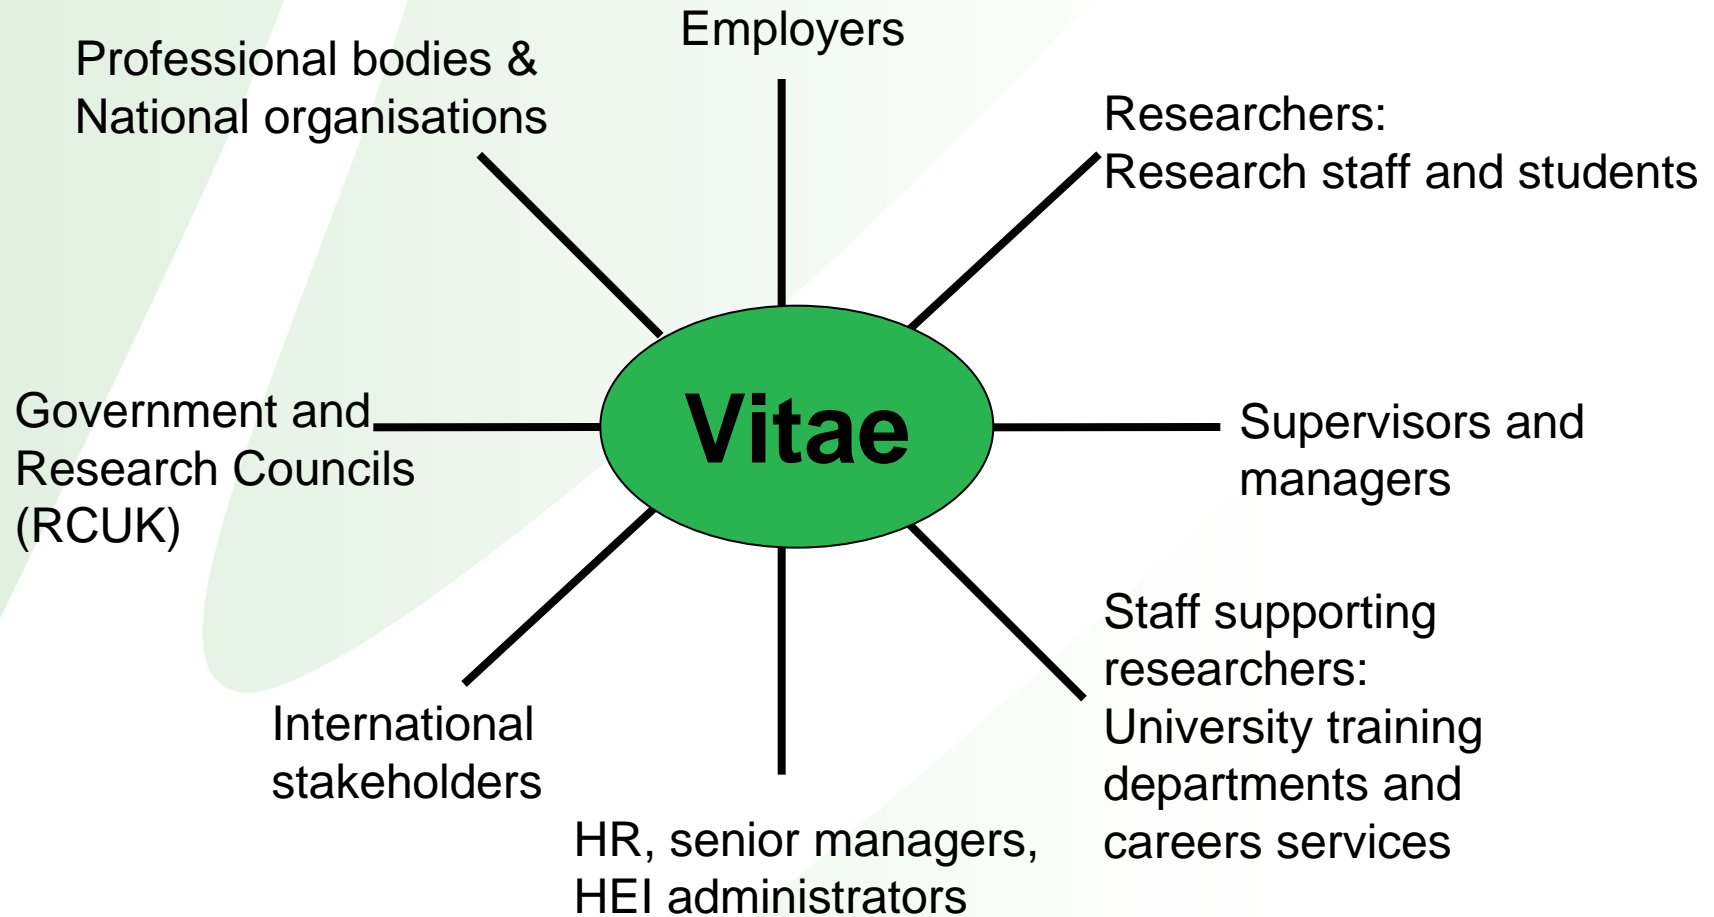 Employers
Professional bodies &
National organisations
Researchers:
Research staff and students
Vitae
Government and
Research Councils
(RCUK)
Supervisors and
managers
International
stakeholders
Staff supporting
researchers:
University training
departments and
careers services
HR, senior managers,
HEI administrators